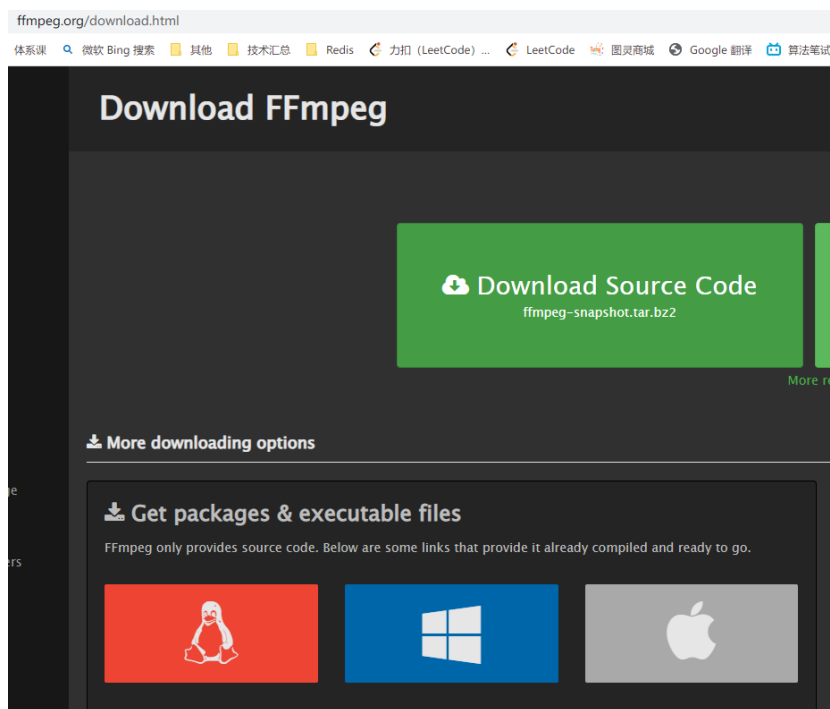 ffmpeg.org/download.html
体系课 微软 Bing 搜索 其他 技术汇总 Redis 力扣（LeetCode）... LeetCode 图灵商城 Google 翻译 算法笔试
Download FFmpeg
Download Source Code
ffmpeg-snapshot.tar.bz2
More re
More downloading options
ge
Get packages & executable files
FFmpeg only provides source code. Below are some links that provide it already compiled and ready to go.
ers